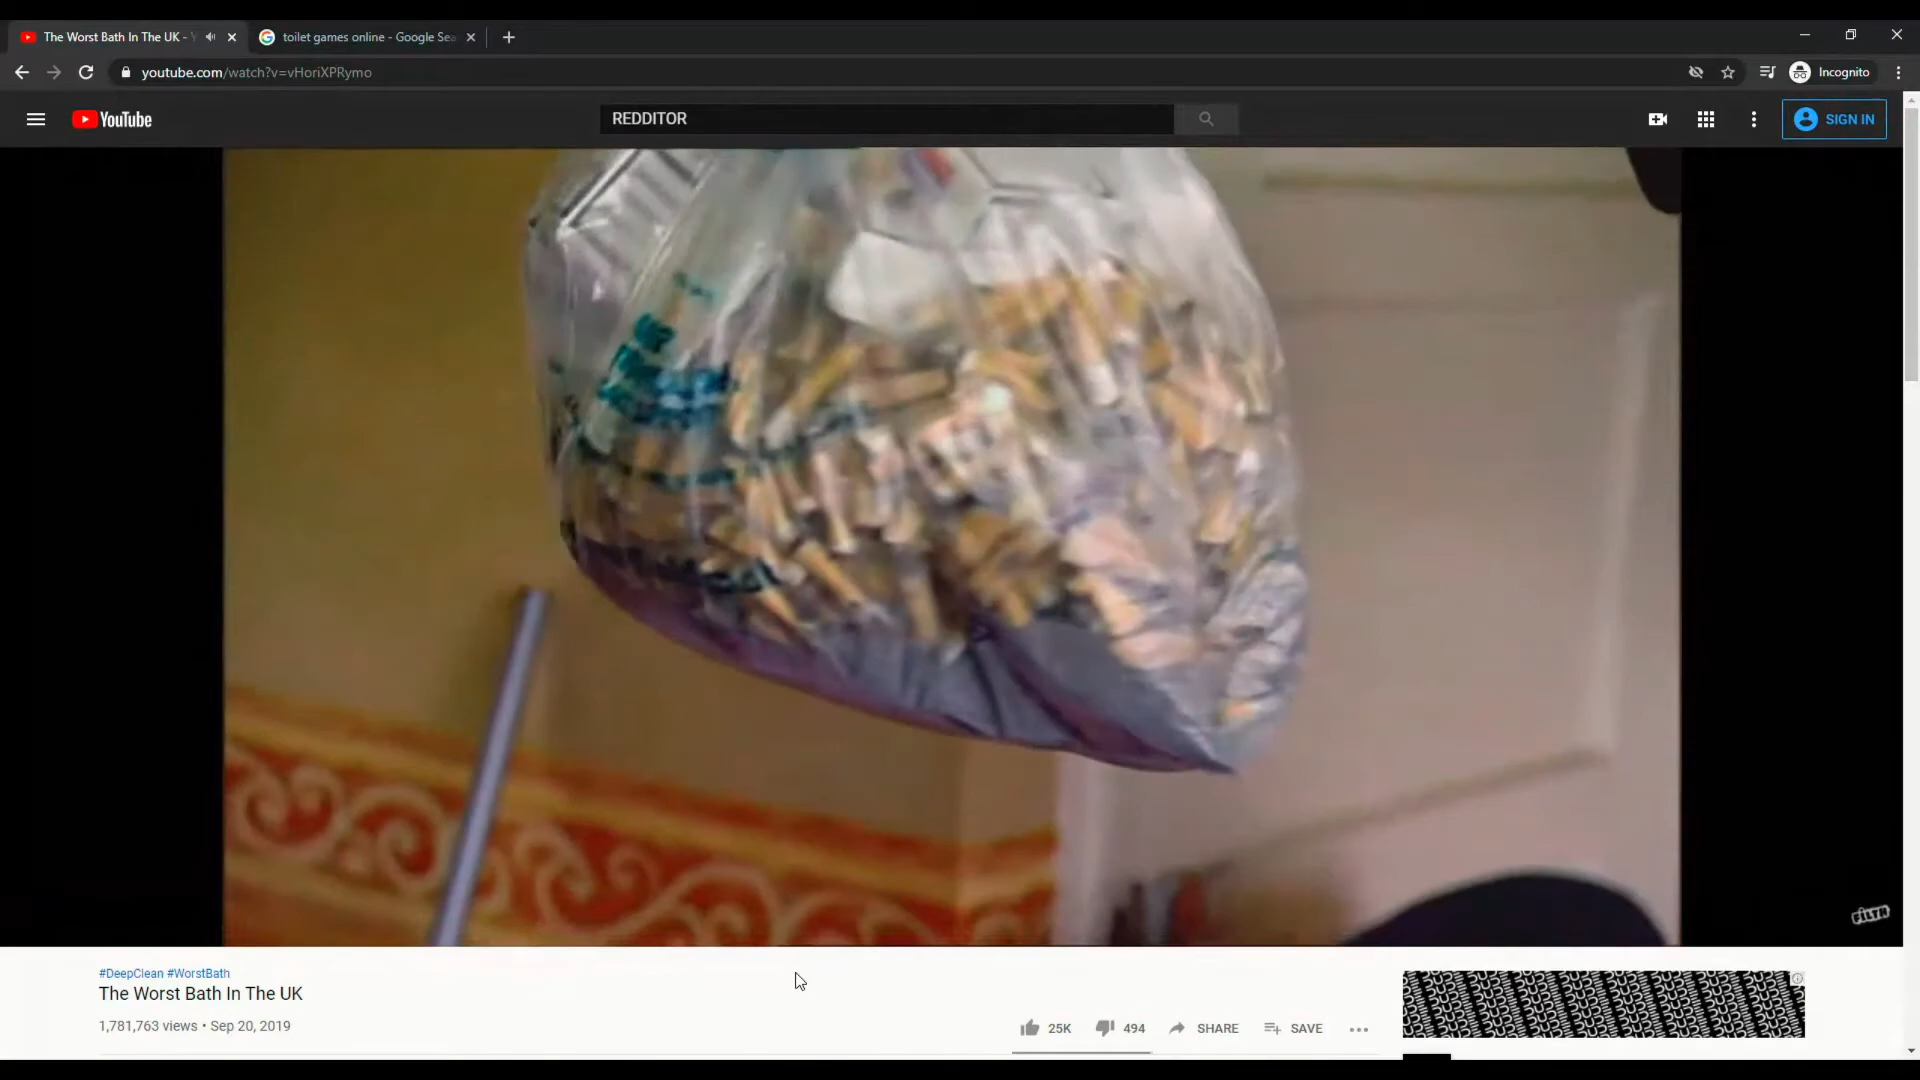 The Worst Bath In The UK - Y
toilet games online - Google Sea
youtube.com/watch?v=vHoriXPRymo
Incognito
YouTube
REDDITOR
SIGN IN
FILTH
#DeepClean #WorstBath
The Worst Bath In The UK
1,781,763 views • Sep 20, 2019
25K
494
SHARE
SAVE